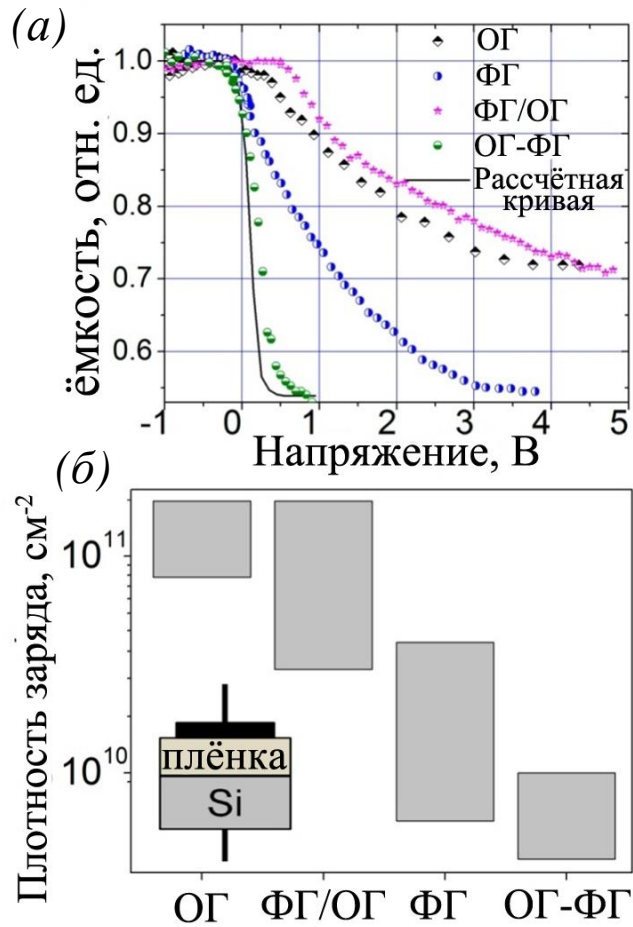 (а)
ёмкость, отн. ед.
1.0
0.9
0.8
0.7
0.6
ОГ
ФГ
ФГ/ОГ
ОГ-ФГ
Рассчётная
кривая
-1 0 1 2 3 4 5
Напряжение, В
(б)
Плотность заряда, см-2
10^11
10^10
плёнка
Si
ОГ ФГ/ОГ ФГ ОГ-ФГ